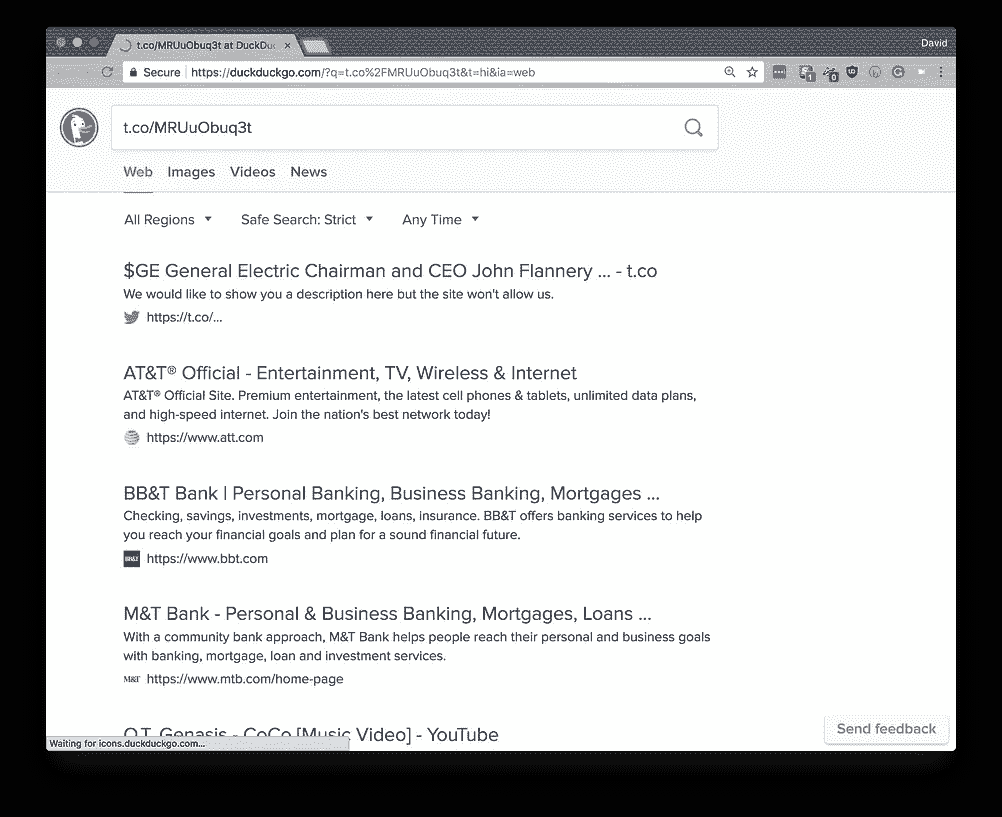 t.co/MRUuObuq3t at DuckDuc
David
Secure https://duckduckgo.com/?q=t.co%2FMRUuObuq3t&t=hi&ia=web
t.co/MRUuObuq3t
Web Images Videos News
All Regions Safe Search: Strict Any Time
$GE General Electric Chairman and CEO John Flannery ... - t.co
We would like to show you a description here but the site won't allow us.
https://t.co/...
AT&T® Official - Entertainment, TV, Wireless & Internet
AT&T® Official Site. Premium entertainment, the latest cell phones & tablets, unlimited data plans,
and high-speed internet. Join the nation's best network today!
https://www.att.com
BB&T Bank | Personal Banking, Business Banking, Mortgages ...
Checking, savings, investments, mortgage, loans, insurance. BB&T offers banking services to help
you reach your financial goals and plan for a sound financial future.
BB&T https://www.bbt.com
M&T Bank - Personal & Business Banking, Mortgages, Loans ...
With a community bank approach, M&T Bank helps people reach their personal and business goals
with banking, mortgage, loan and investment services.
M&T https://www.mtb.com/home-page
O.T. Genasis - CoCo [Music Video] - YouTube
Send feedback
Waiting for icons.duckduckgo.com...